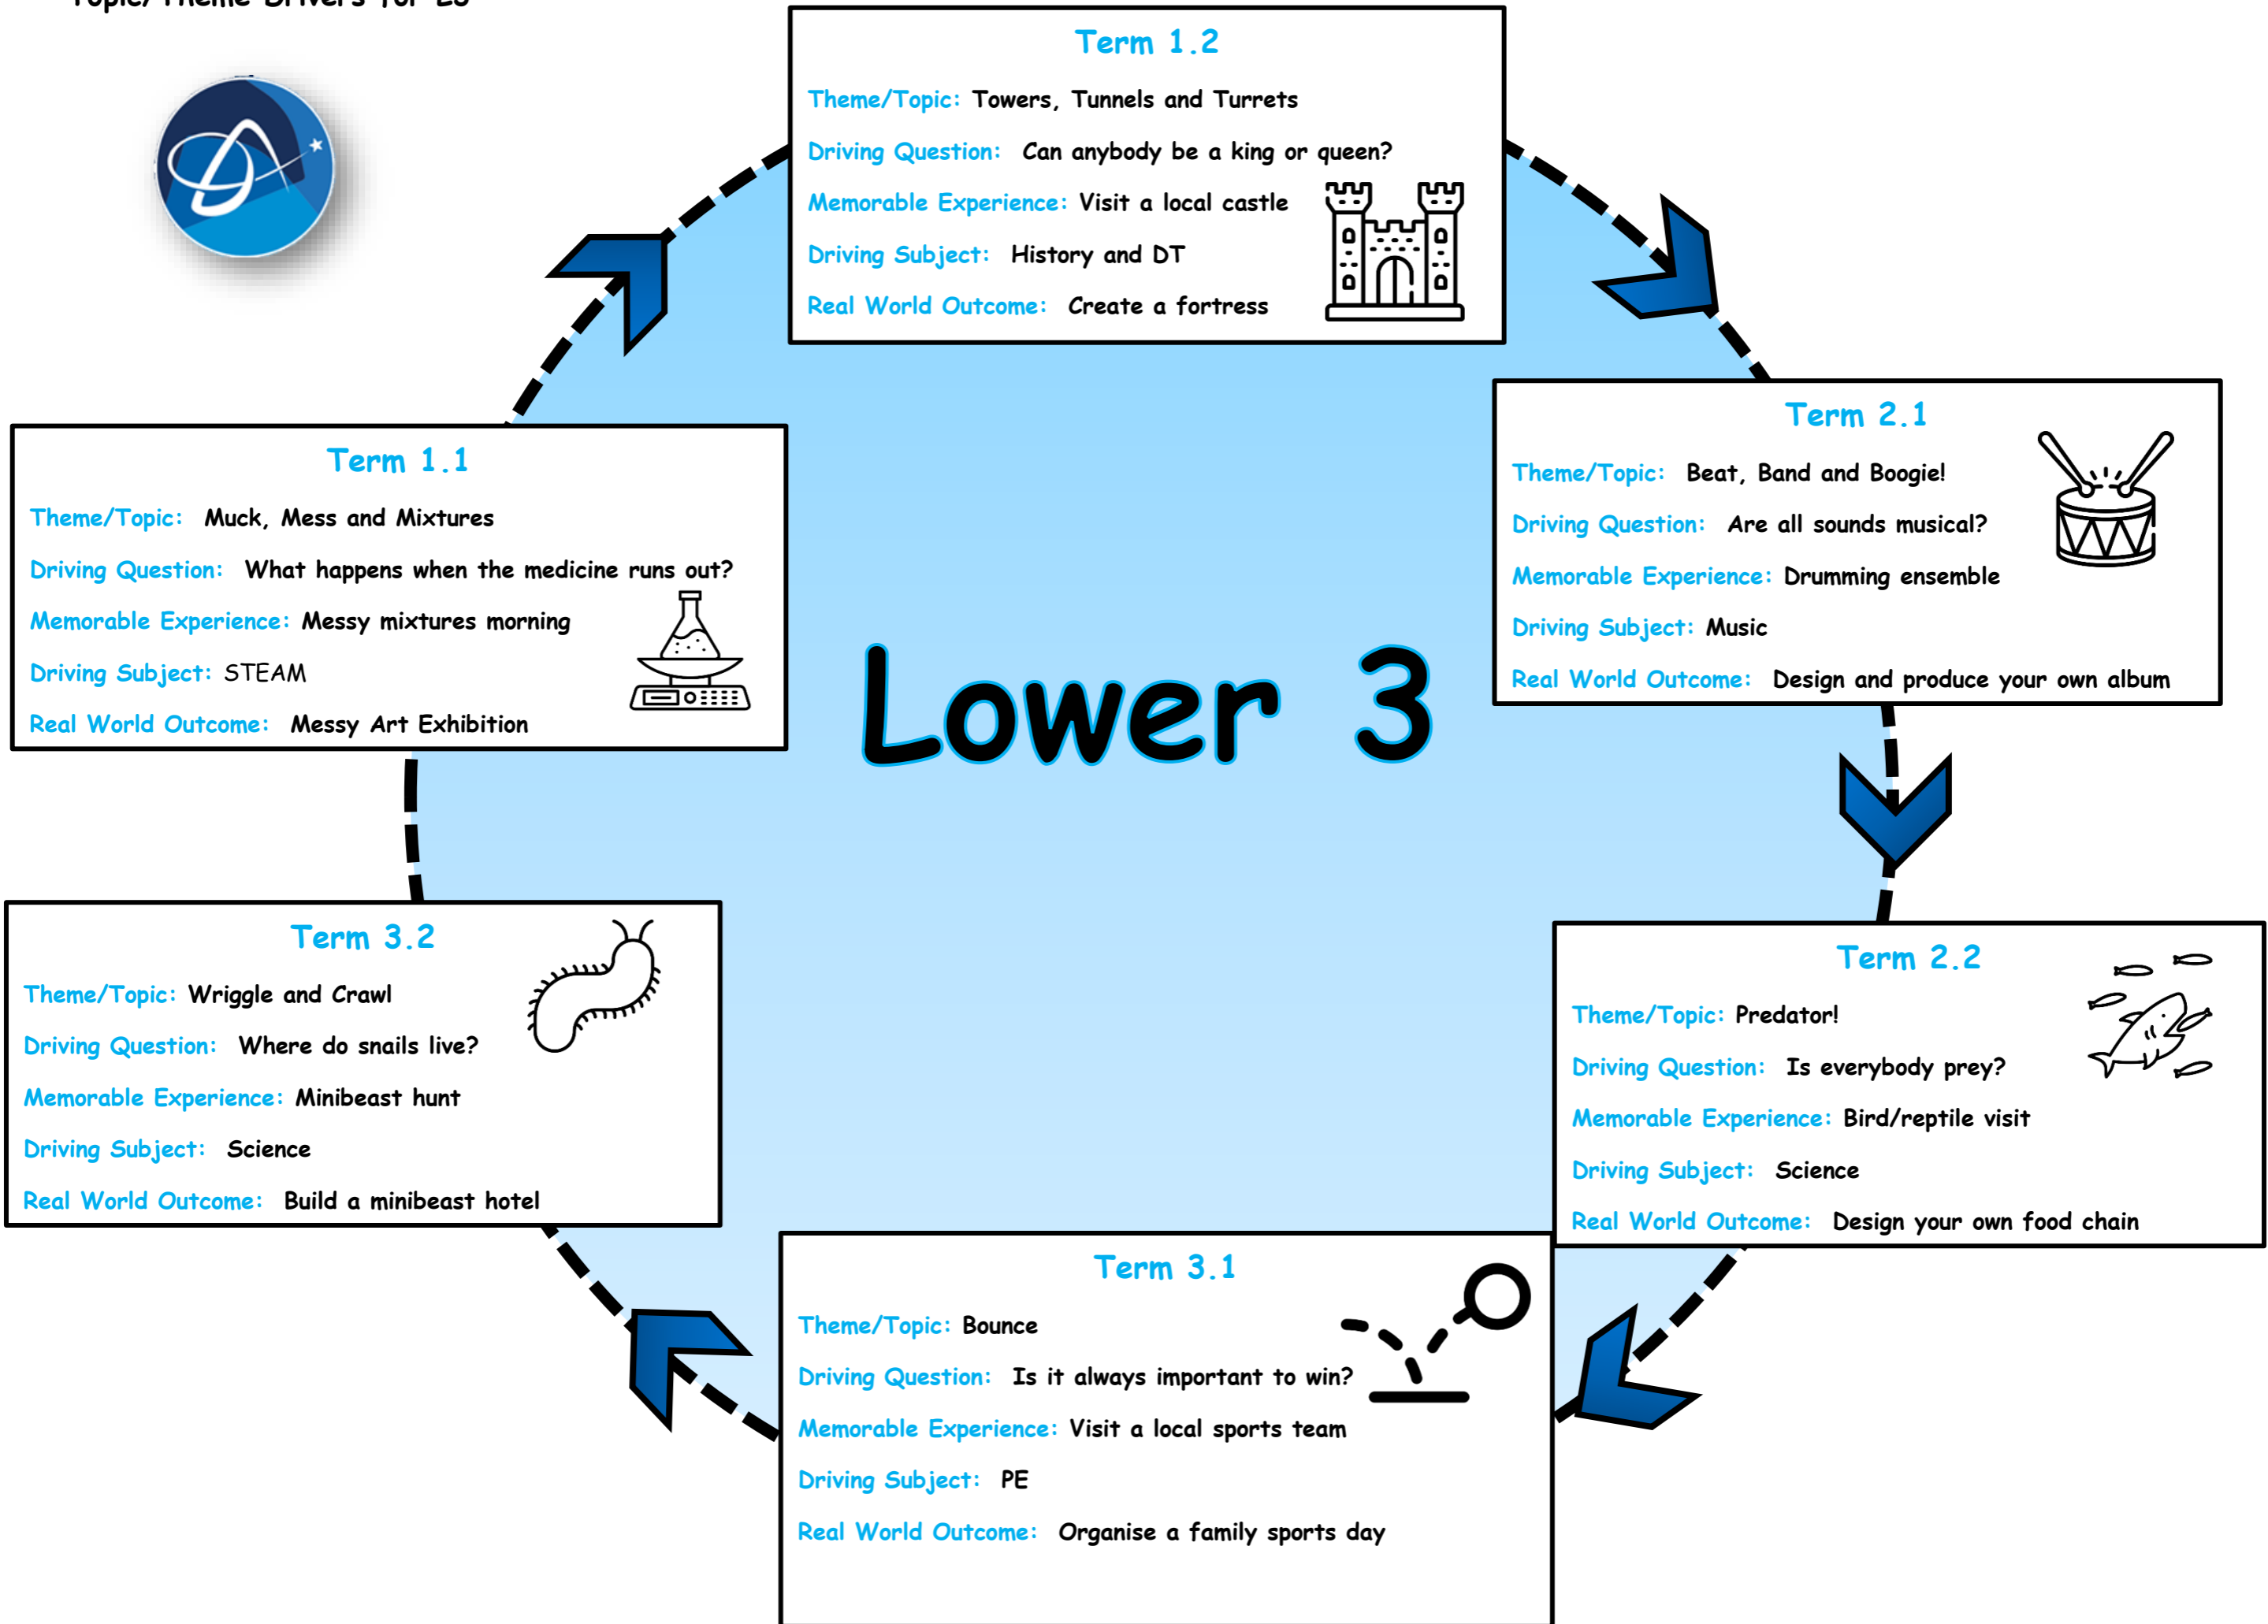 Topic/Theme Drivers for L3
Term 1.2
Theme/Topic: Towers, Tunnels and Turrets
Driving Question: Can anybody be a king or queen?
Memorable Experience: Visit a local castle
Driving Subject: History and DT
Real World Outcome: Create a fortress
Term 2.1
Theme/Topic: Beat, Band and Boogie!
Driving Question: Are all sounds musical?
Memorable Experience: Drumming ensemble
Driving Subject: Music
Real World Outcome: Design and produce your own album
Term 1.1
Theme/Topic: Muck, Mess and Mixtures
Driving Question: What happens when the medicine runs out?
Memorable Experience: Messy mixtures morning
Driving Subject: STEAM
Real World Outcome: Messy Art Exhibition
Lower 3
Term 3.2
Theme/Topic: Wriggle and Crawl
Driving Question: Where do snails live?
Memorable Experience: Minibeast hunt
Driving Subject: Science
Real World Outcome: Build a minibeast hotel
Term 2.2
Theme/Topic: Predator!
Driving Question: Is everybody prey?
Memorable Experience: Bird/reptile visit
Driving Subject: Science
Real World Outcome: Design your own food chain
Term 3.1
Theme/Topic: Bounce
Driving Question: Is it always important to win?
Memorable Experience: Visit a local sports team
Driving Subject: PE
Real World Outcome: Organise a family sports day